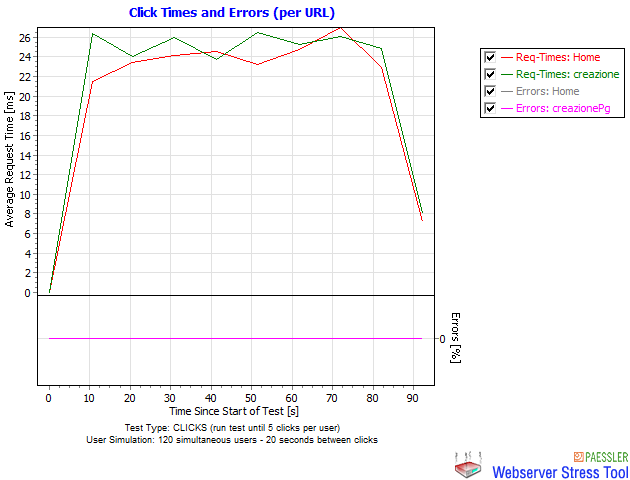 Click Times and Errors (per URL)
Average Request Time [ms]
26
24
22
20
18
16
14
12
10
8
6
4
2
0
Req-Times: Home
Req-Times: creazione
Errors: Home
Errors: creazionePg
0
Errors [%]
0 10 20 30 40 50 60 70 80 90
Time Since Start of Test [s]
Test Type: CLICKS (run test until 5 clicks per user)
User Simulation: 120 simultaneous users - 20 seconds between clicks
PAESSLER
Webserver Stress Tool